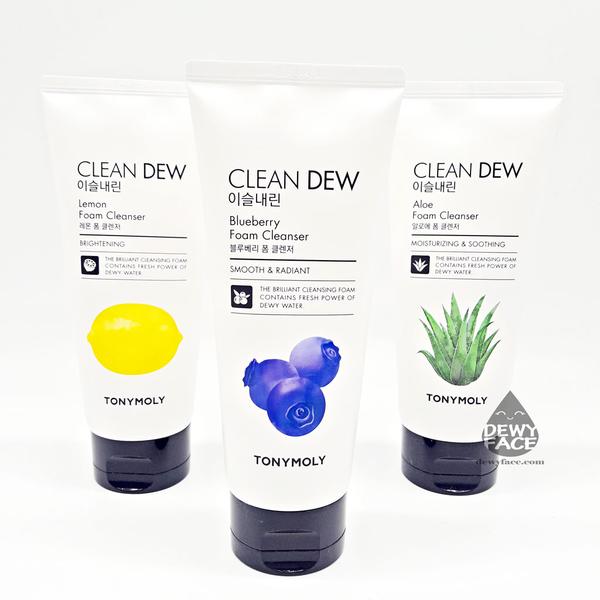 CLEAN DEW
이슬내린
Lemon
Foam Cleanser
레몬 폼 클렌저
BRIGHTENING
THE BRILLIANT CLEANSING FOAM
CONTAINS FRESH POWER OF
DEWY WATER
TONYMOLY
CLEAN DEW
이슬내린
Blueberry
Foam Cleanser
블루베리 폼 클렌저
SMOOTH & RADIANT
THE BRILLIANT CLEANSING FOAM
CONTAINS FRESH POWER OF
DEWY WATER
TONYMOLY
CLEAN DEW
이슬내린
Aloe
Foam Cleanser
알로에 폼 클렌저
MOISTURIZING & SOOTHING
THE BRILLIANT CLEANSING FOAM
CONTAINS FRESH POWER OF
DEWY WATER
TONYMOLY
DEWY
FACE
dewyface.com